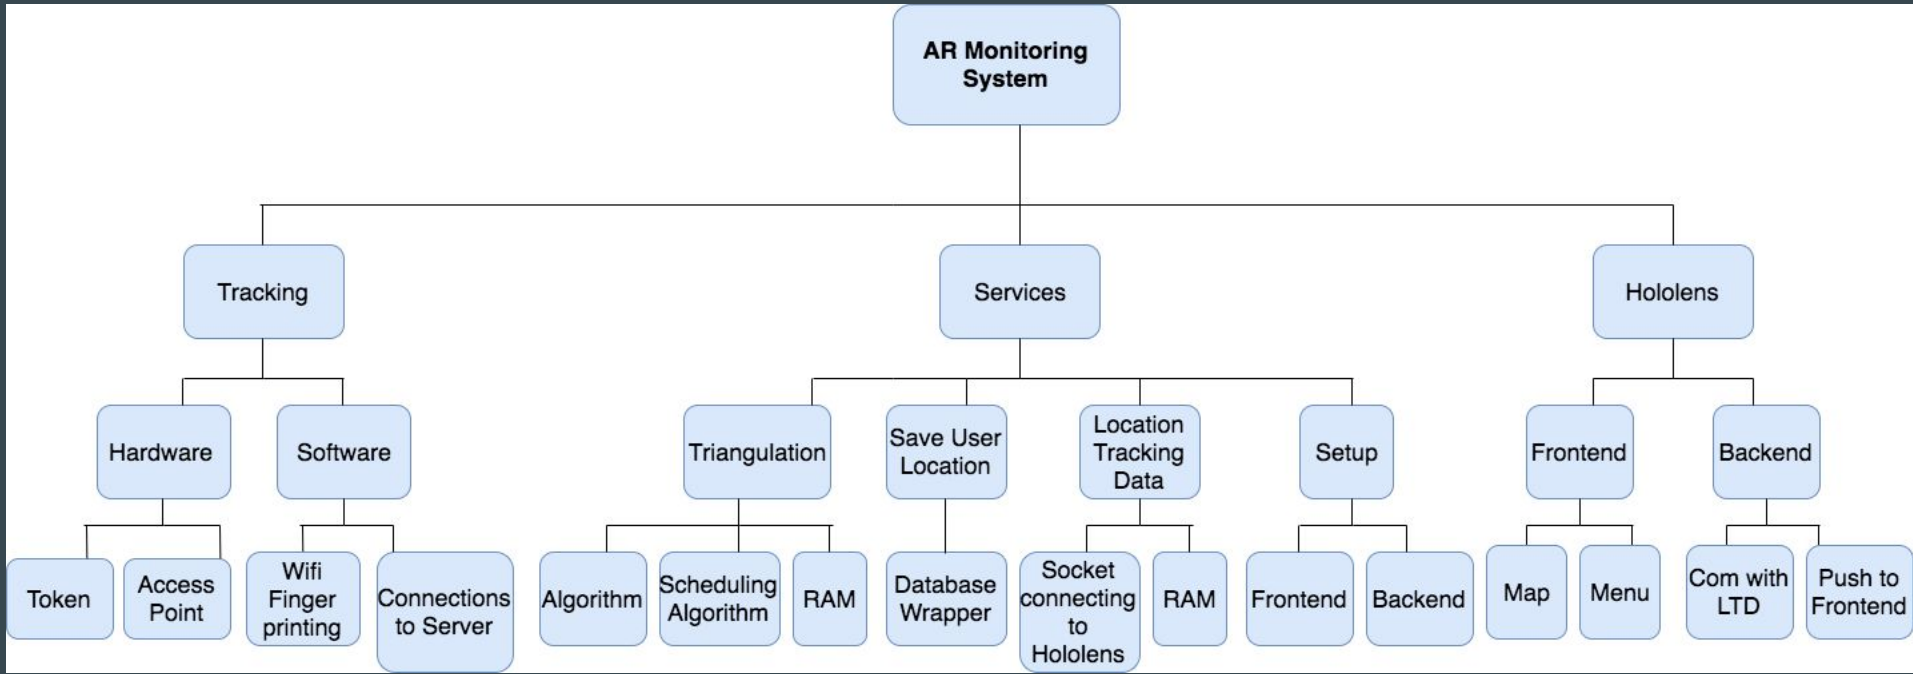 AR Monitoring
System
Tracking
Services
Hololens
Hardware
Software
Triangulation
Save User
Location
Location
Tracking
Data
Setup
Frontend
Backend
Token
Access
Point
Wifi
Finger
printing
Connections
to Server
Algorithm
Scheduling
Algorithm
RAM
Database
Wrapper
Socket
connecting
to
Hololens
RAM
Frontend
Backend
Map
Menu
Com with
LTD
Push to
Frontend